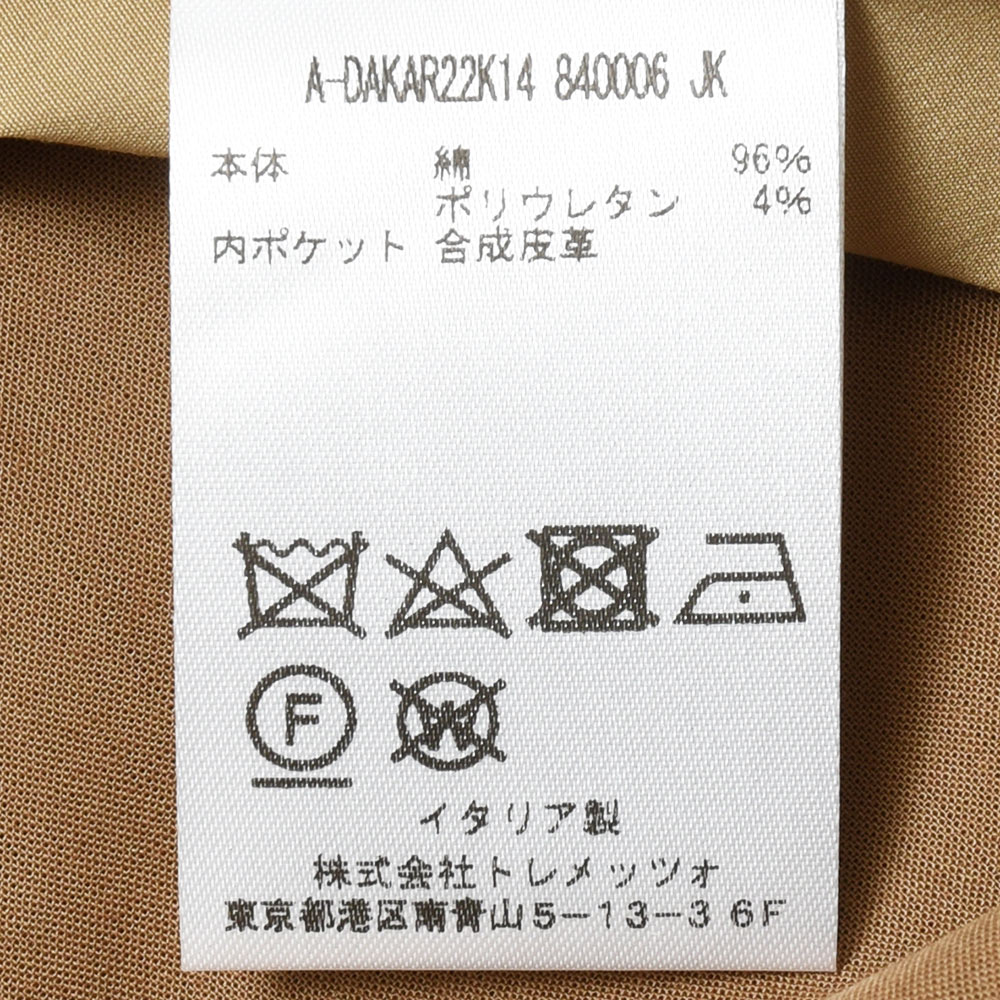 A-DAKAR22K14 840006 JK
本体 綿 96%
ポリウレタン 4%
内ポケット 合成皮革
F W
イタリア製
株式会社トレメッツォ
東京都港区南青山5-13-3 6F